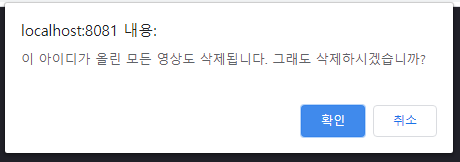 localhost:8081 내용:
이 아이디가 올린 모든 영상도 삭제됩니다. 그래도 삭제하시겠습니까?
확인 취소